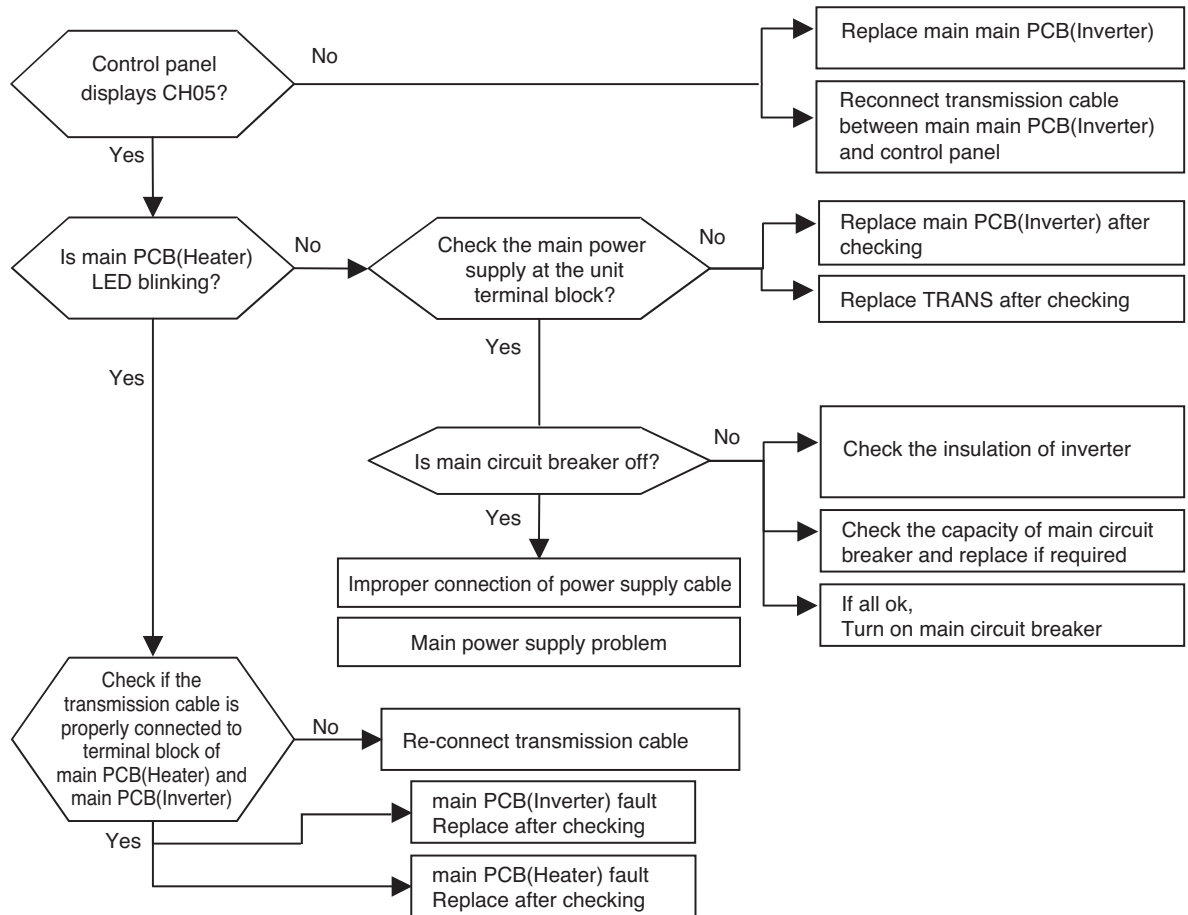 Control panel
displays CH05?
No
Replace main main PCB(Inverter)
Reconnect transmission cable
between main main PCB(Inverter)
and control panel
Yes
Is main PCB(Heater)
LED blinking?
No
Check the main power
supply at the unit
terminal block?
No
Replace main PCB(Inverter) after
checking
Replace TRANS after checking
Yes
Yes
Is main circuit breaker off?
No
Check the insulation of inverter
Check the capacity of main circuit
breaker and replace if required
If all ok,
Turn on main circuit breaker
Yes
Improper connection of power supply cable
Main power supply problem
Check if the
transmission cable is
properly connected to
terminal block of
main PCB(Heater) and
main PCB(Inverter)
No
Re-connect transmission cable
Yes
main PCB(Inverter) fault
Replace after checking
main PCB(Heater) fault
Replace after checking